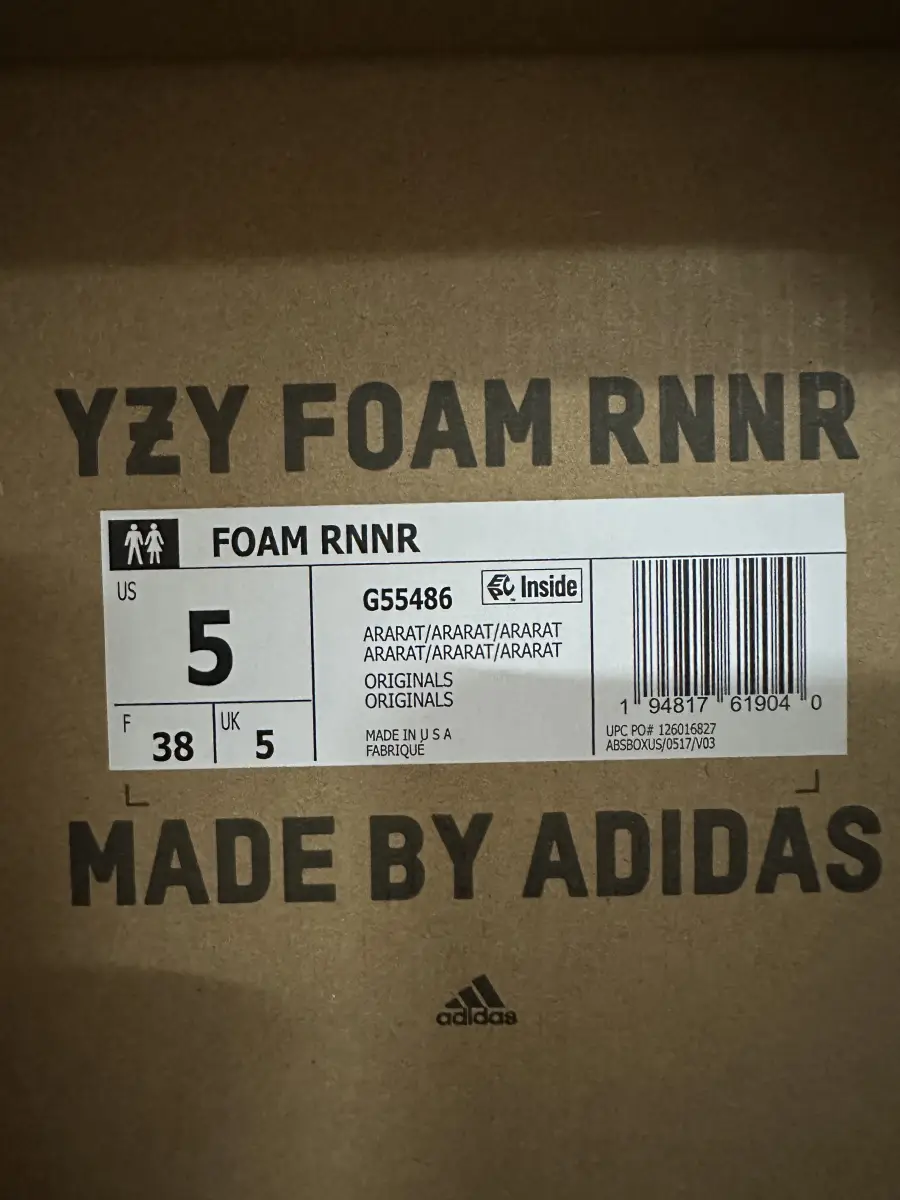 YZY FOAM RNNR
FOAM RNNR
US
5
F
38
UK
5
G55486
Inside
ARARAT/ARARAT/ARARAT
ARARAT/ARARAT/ARARAT
ORIGINALS
ORIGINALS
MADE IN U S A
FABRIQUÉ
1 94817 61904 0
UPC PO# 126016827
ABSBOXUS/0517/V03
MADE BY ADIDAS
adidas